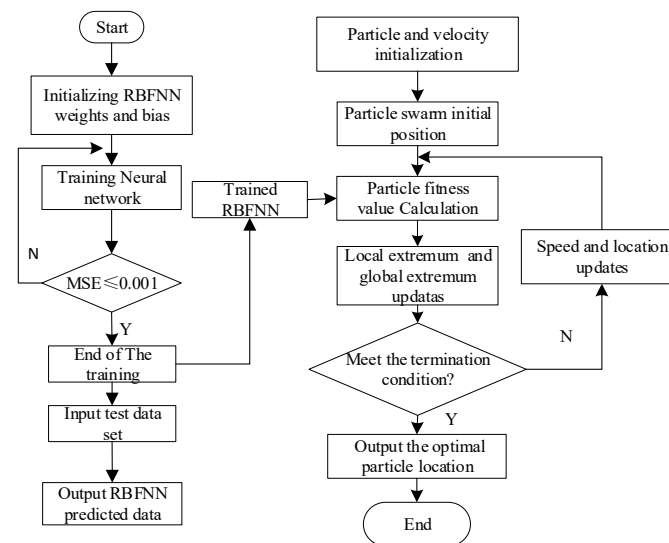 Start
Initializing RBFNN
weights and bias
Training Neural
network
N
MSE≤0.001
Y
End of The
training
Input test data
set
Output RBFNN
predicted data
Trained
RBFNN
Particle and velocity
initialization
Particle swarm initial
position
Particle fitness
value Calculation
Local extremum and
global extremum
updatas
Speed and location
updates
Meet the termination
condition?
N
Y
Output the optimal
particle location
End